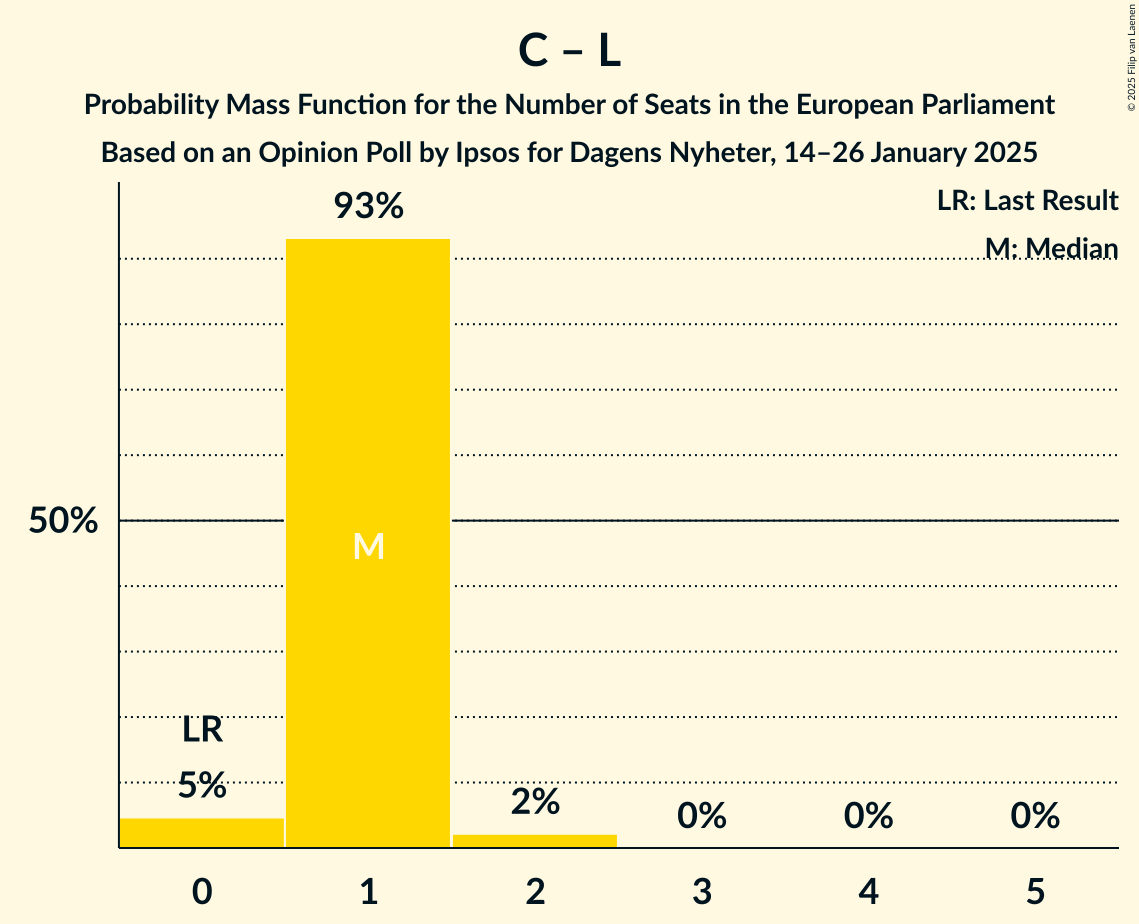 C – L
Probability Mass Function for the Number of Seats in the European Parliament
Based on an Opinion Poll by Ipsos for Dagens Nyheter, 14–26 January 2025
© 2025 Filip van Laenen
LR: Last Result
M: Median
93%
50%
M
LR
5%
2%
0%
0%
0%
0
1
2
3
4
5